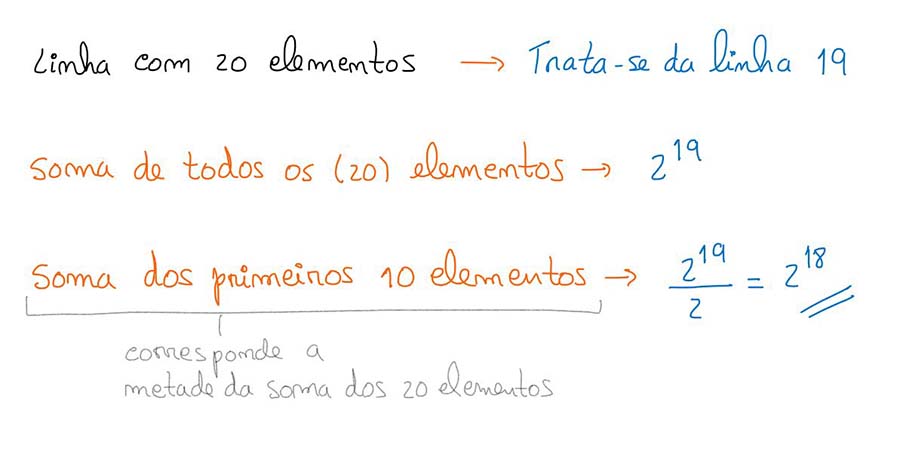 Linha com 20 elementos → Trata-se da linha 19
Soma de todos os (20) elementos → 2^19
Soma dos primeiros 10 elementos → 2^19/2 = 2^18
corresponde a
metade da soma dos 20 elementos